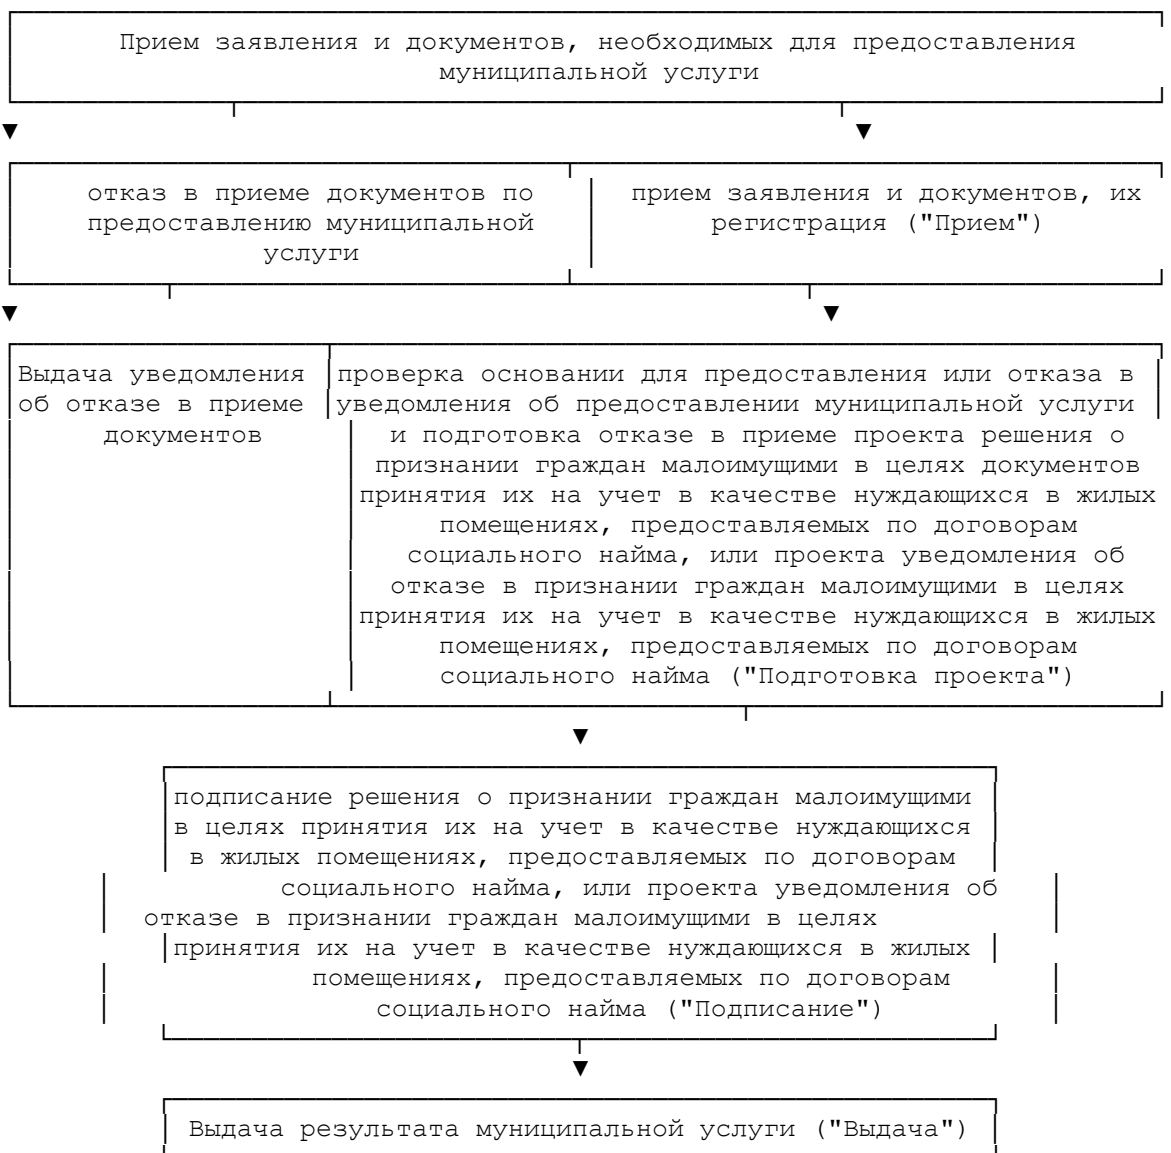 Прием заявления и документов, необходимых для предоставления
муниципальной услуги
отказ в приеме документов по
предоставлению муниципальной
услуги
прием заявления и документов, их
регистрация ("Прием")
Выдача уведомления
об отказе в приеме
документов
проверка основании для предоставления или отказа в
уведомления об предоставлении муниципальной услуги
и подготовка отказе в приеме проекта решения о
признании граждан малоимущими в целях документов
принятия их на учет в качестве нуждающихся в жилых
помещениях, предоставляемых по договорам
социального найма, или проекта уведомления об
отказе в признании граждан малоимущими в целях
принятия их на учет в качестве нуждающихся в жилых
помещениях, предоставляемых по договорам
социального найма ("Подготовка проекта")
подписание решения о признании граждан малоимущими
в целях принятия их на учет в качестве нуждающихся
в жилых помещениях, предоставляемых по договорам
социального найма, или проекта уведомления об
отказе в признании граждан малоимущими в целях
принятия их на учет в качестве нуждающихся в жилых
помещениях, предоставляемых по договорам
социального найма ("Подписание")
Выдача результата муниципальной услуги ("Выдача")